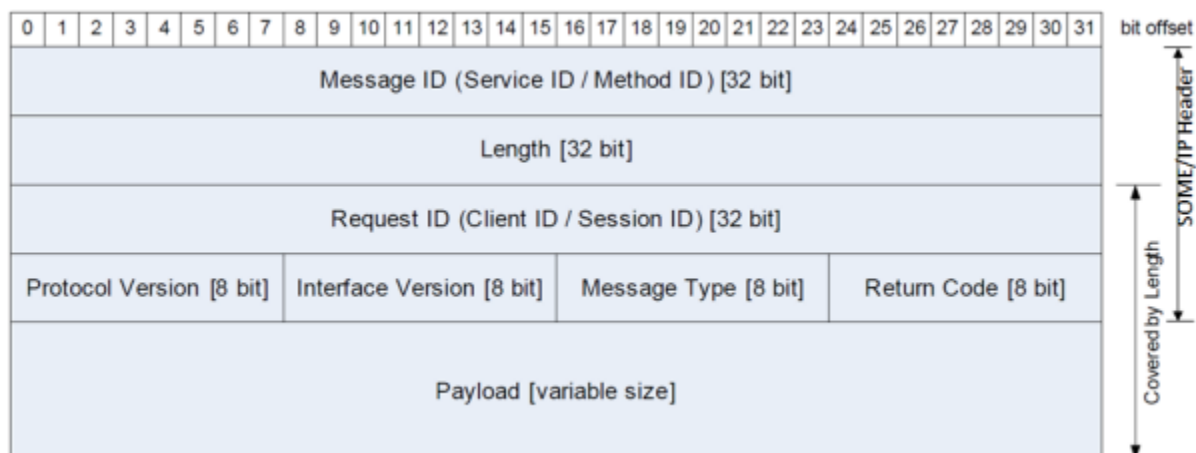 0 1 2 3 4 5 6 7 8 9 10 11 12 13 14 15 16 17 18 19 20 21 22 23 24 25 26 27 28 29 30 31 bit offset
Message ID (Service ID / Method ID) [32 bit]
Length [32 bit]
Request ID (Client ID / Session ID) [32 bit]
Protocol Version [8 bit] Interface Version [8 bit] Message Type [8 bit] Return Code [8 bit]
Payload [variable size]
SOME/IP Header
Covered by Length